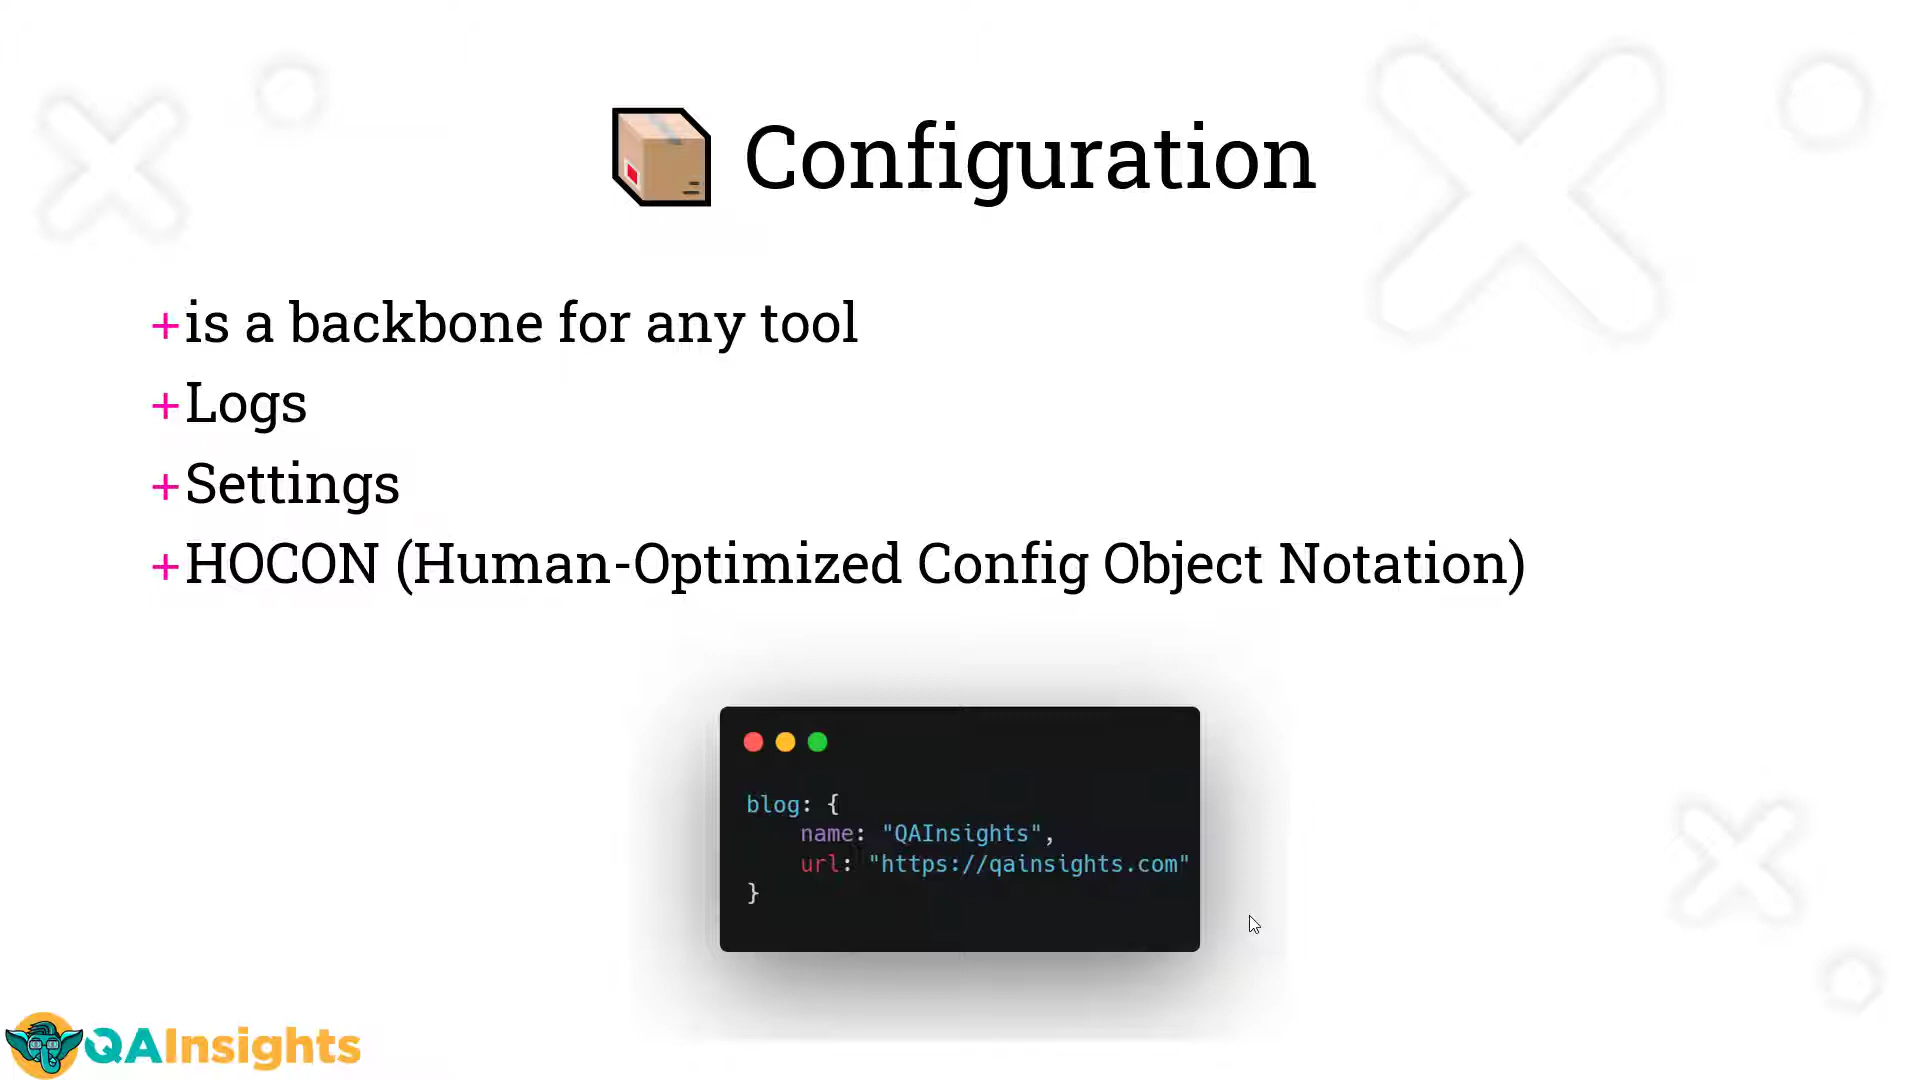 Configuration
+is a backbone for any tool
+Logs
+Settings
+HOCON (Human-Optimized Config Object Notation)
blog: {
    name: "QAInsights",
    url: "https://qainsights.com"
}
QAInsights